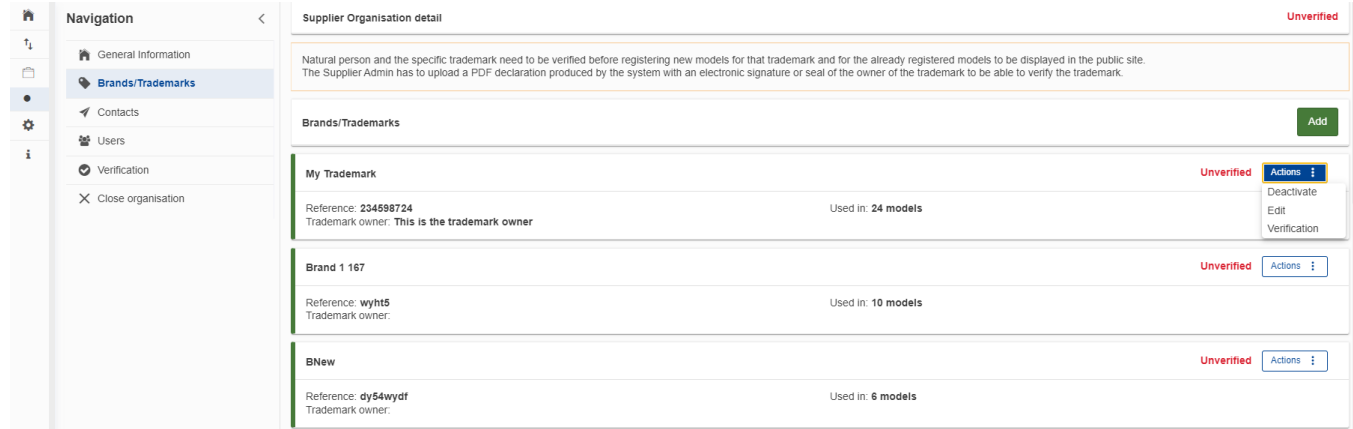 Navigation
General Information
Brands/Trademarks
Contacts
Users
Verification
Close organisation
Supplier Organisation detail
Unverified
Natural person and the specific trademark need to be verified before registering new models for that trademark and for the already registered models to be displayed in the public site.
The Supplier Admin has to upload a PDF declaration produced by the system with an electronic signature or seal of the owner of the trademark to be able to verify the trademark.
Brands/Trademarks
Add
My Trademark
Unverified
Actions
Deactivate
Edit
Verification
Reference: 234598724
Used in: 24 models
Trademark owner: This is the trademark owner
Brand 1 167
Unverified
Actions
Reference: wyht5
Used in: 10 models
Trademark owner:
BNew
Unverified
Actions
Reference: dy54wydf
Used in: 6 models
Trademark owner: